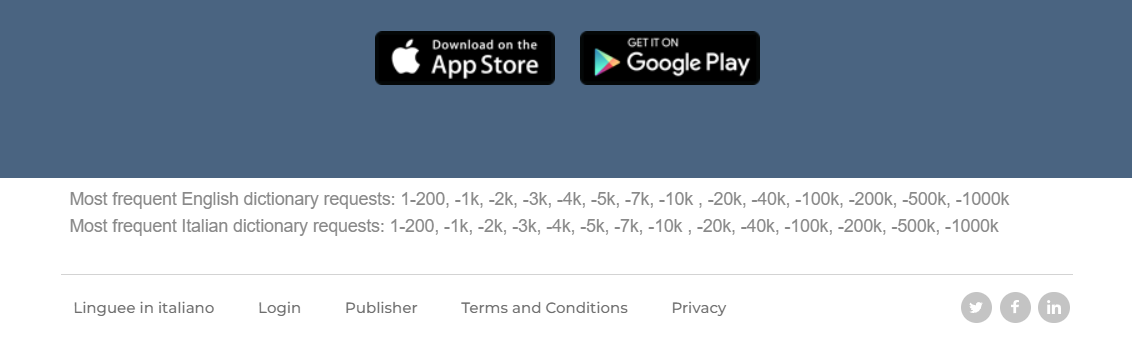 Download on the
App Store
GET IT ON
Google Play
Most frequent English dictionary requests: 1-200, -1k, -2k, -3k, -4k, -5k, -7k, -10k , -20k, -40k, -100k, -200k, -500k, -1000k
Most frequent Italian dictionary requests: 1-200, -1k, -2k, -3k, -4k, -5k, -7k, -10k , -20k, -40k, -100k, -200k, -500k, -1000k
Linguee in italiano Login Publisher Terms and Conditions Privacy